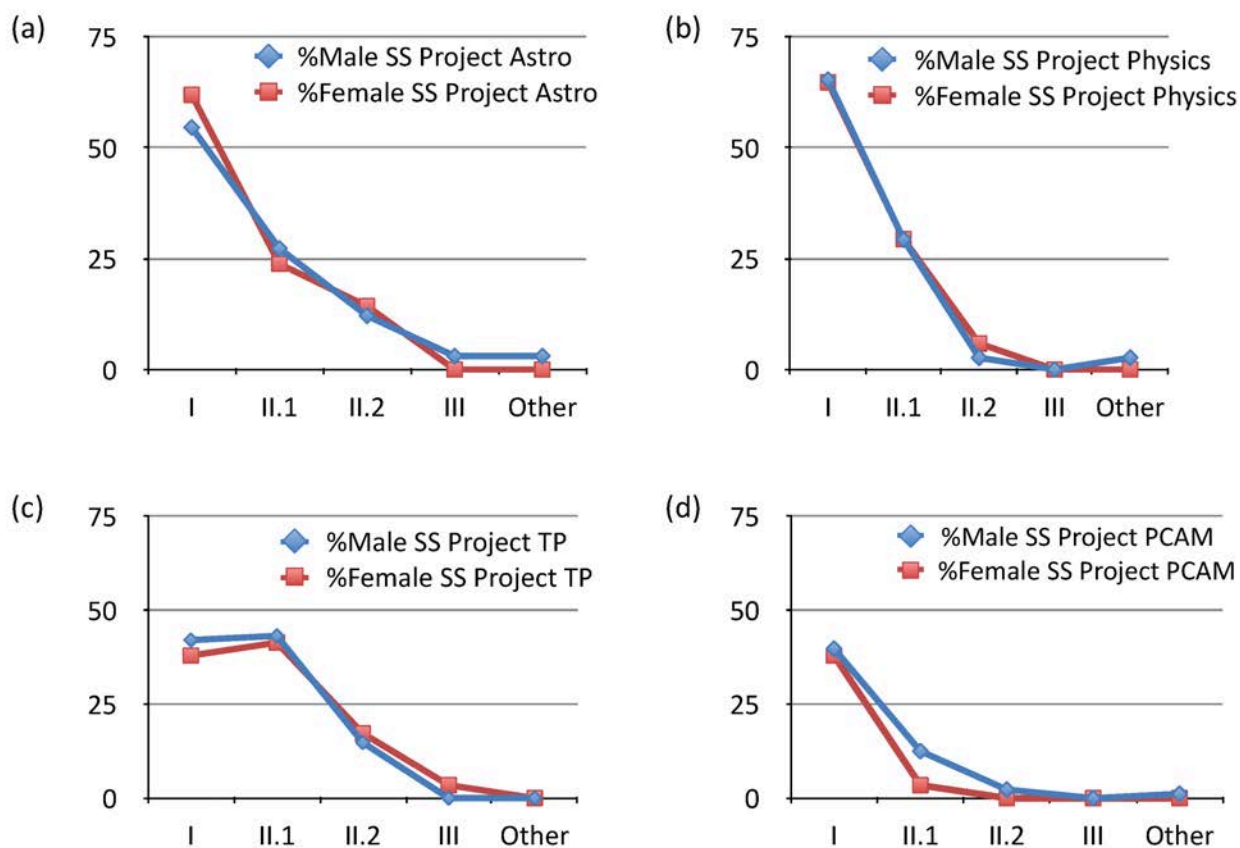 (a)
75
50
25
0
%Male SS Project Astro
%Female SS Project Astro
I II.1 II.2 III Other
(b)
75
50
25
0
%Male SS Project Physics
%Female SS Project Physics
I II.1 II.2 III Other
(c)
75
50
25
0
%Male SS Project TP
%Female SS Project TP
I II.1 II.2 III Other
(d)
75
50
25
0
%Male SS Project PCAM
%Female SS Project PCAM
I II.1 II.2 III Other